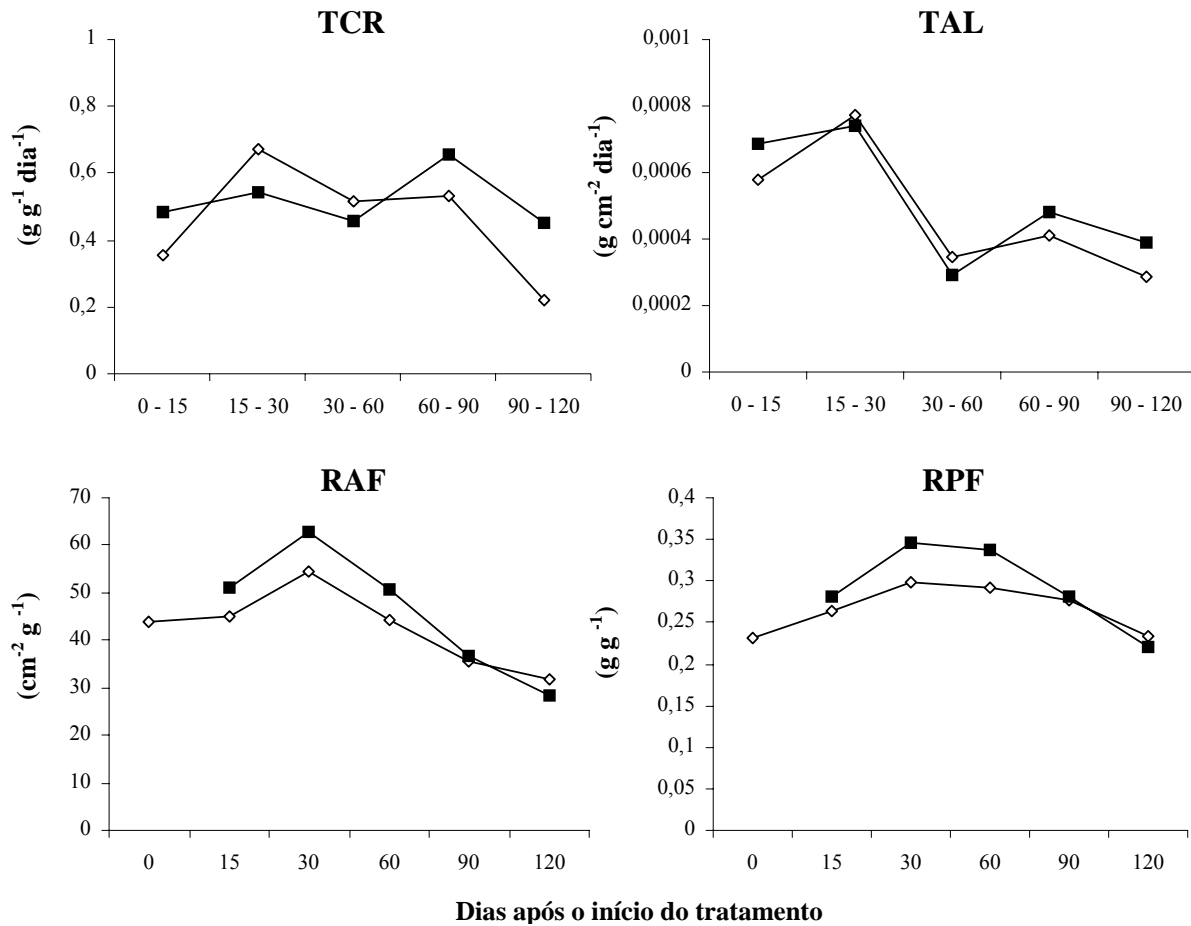 TCR
(g g⁻¹ dia⁻¹)
1
0,8
0,6
0,4
0,2
0
0 - 15 15 - 30 30 - 60 60 - 90 90 - 120
TAL
(g cm⁻² dia⁻¹)
0,001
0,0008
0,0006
0,0004
0,0002
0
0 - 15 15 - 30 30 - 60 60 - 90 90 - 120
RAF
(cm⁻² g ⁻¹)
70
60
50
40
30
20
10
0
0 15 30 60 90 120
RPF
(g g⁻¹)
0,4
0,35
0,3
0,25
0,2
0,15
0,1
0,05
0
0 15 30 60 90 120
Dias após o início do tratamento